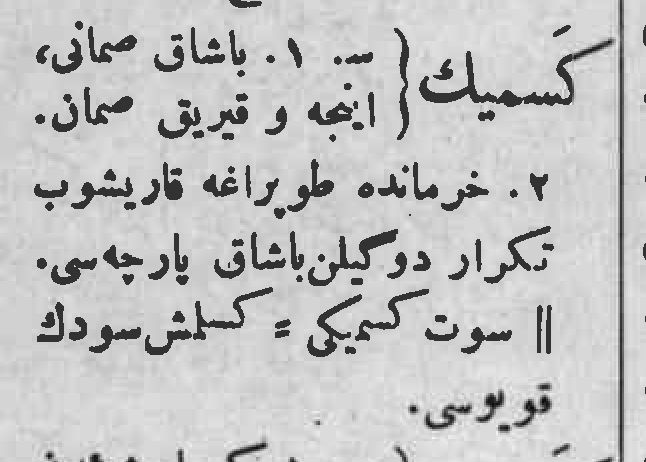 كَسميك { س. ١. باشاق صمانى،
اينجه و قيريق صمان.
٢. خرمانده طوپراغه قاريشوب
تكرار دوگيلن باشاق پارچه‌سى.
|| سوت كسميكى = كسلمش سودك
قويوسى.